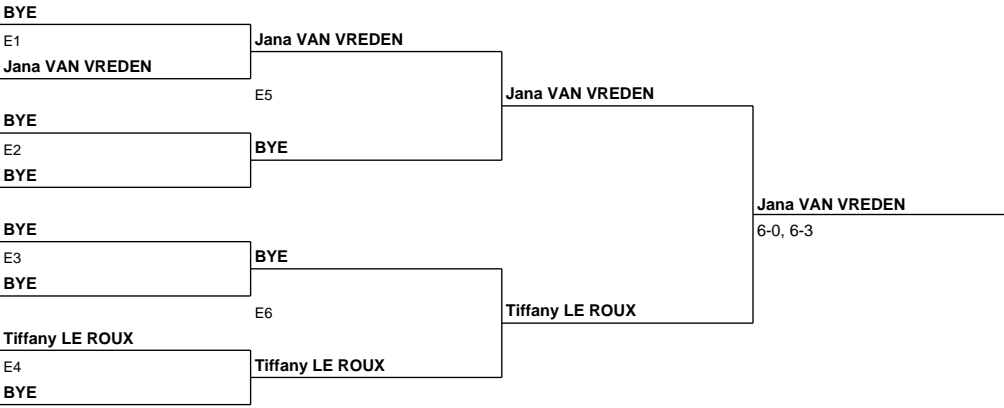 BYE
E1
Jana VAN VREDEN
BYE
E2
BYE
BYE
E3
BYE
Tiffany LE ROUX
E4
BYE
Jana VAN VREDEN
E5
BYE
BYE
E6
Tiffany LE ROUX
Jana VAN VREDEN
Tiffany LE ROUX
Jana VAN VREDEN
6-0, 6-3